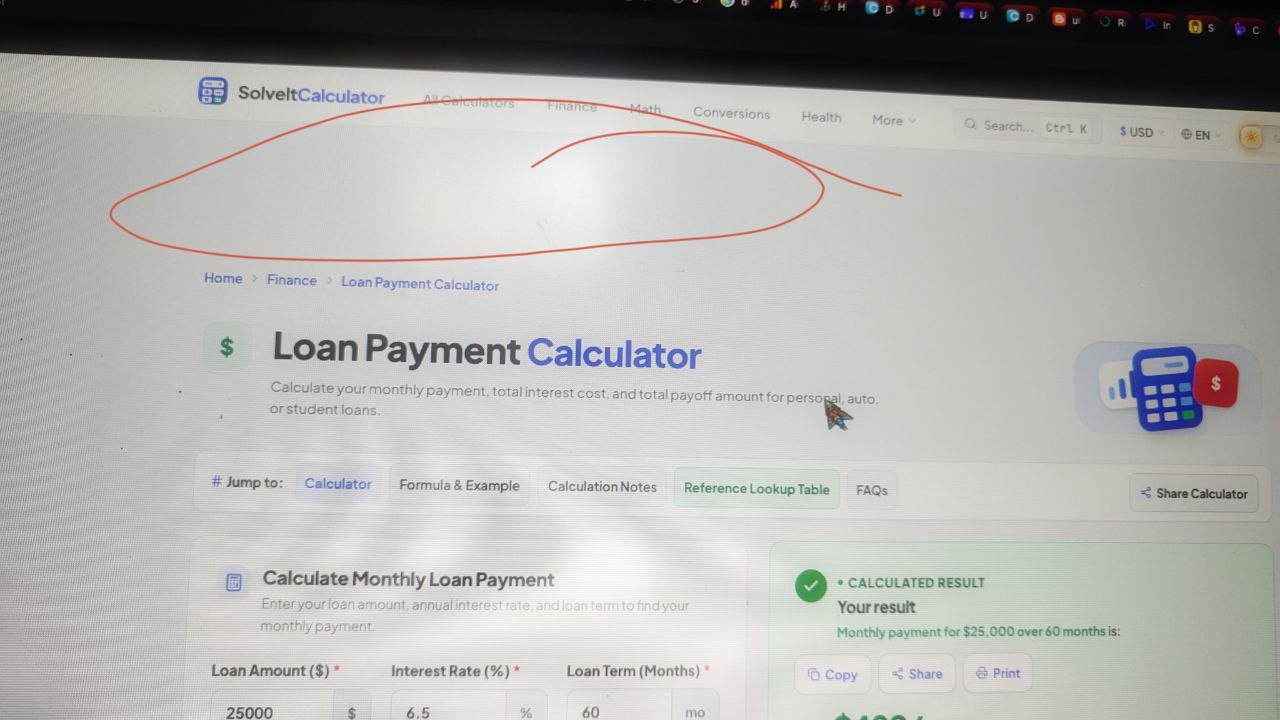 SolveItCalculator
All Calculators Finance Math Conversions Health More Search... Ctrl K $ USD EN
Home > Finance > Loan Payment Calculator
$ Loan Payment Calculator
Calculate your monthly payment, total interest cost, and total payoff amount for personal, auto,
or student loans.
$
# Jump to: Calculator Formula & Example Calculation Notes Reference Lookup Table FAQs Share Calculator
Calculate Monthly Loan Payment
Enter your loan amount, annual interest rate, and loan term to find your
monthly payment.
Loan Amount ($) * Interest Rate (%) * Loan Term (Months) *
25000 $ 6.5 % 60 mo
• CALCULATED RESULT
Your result
Monthly payment for $25,000 over 60 months is:
Copy Share Print